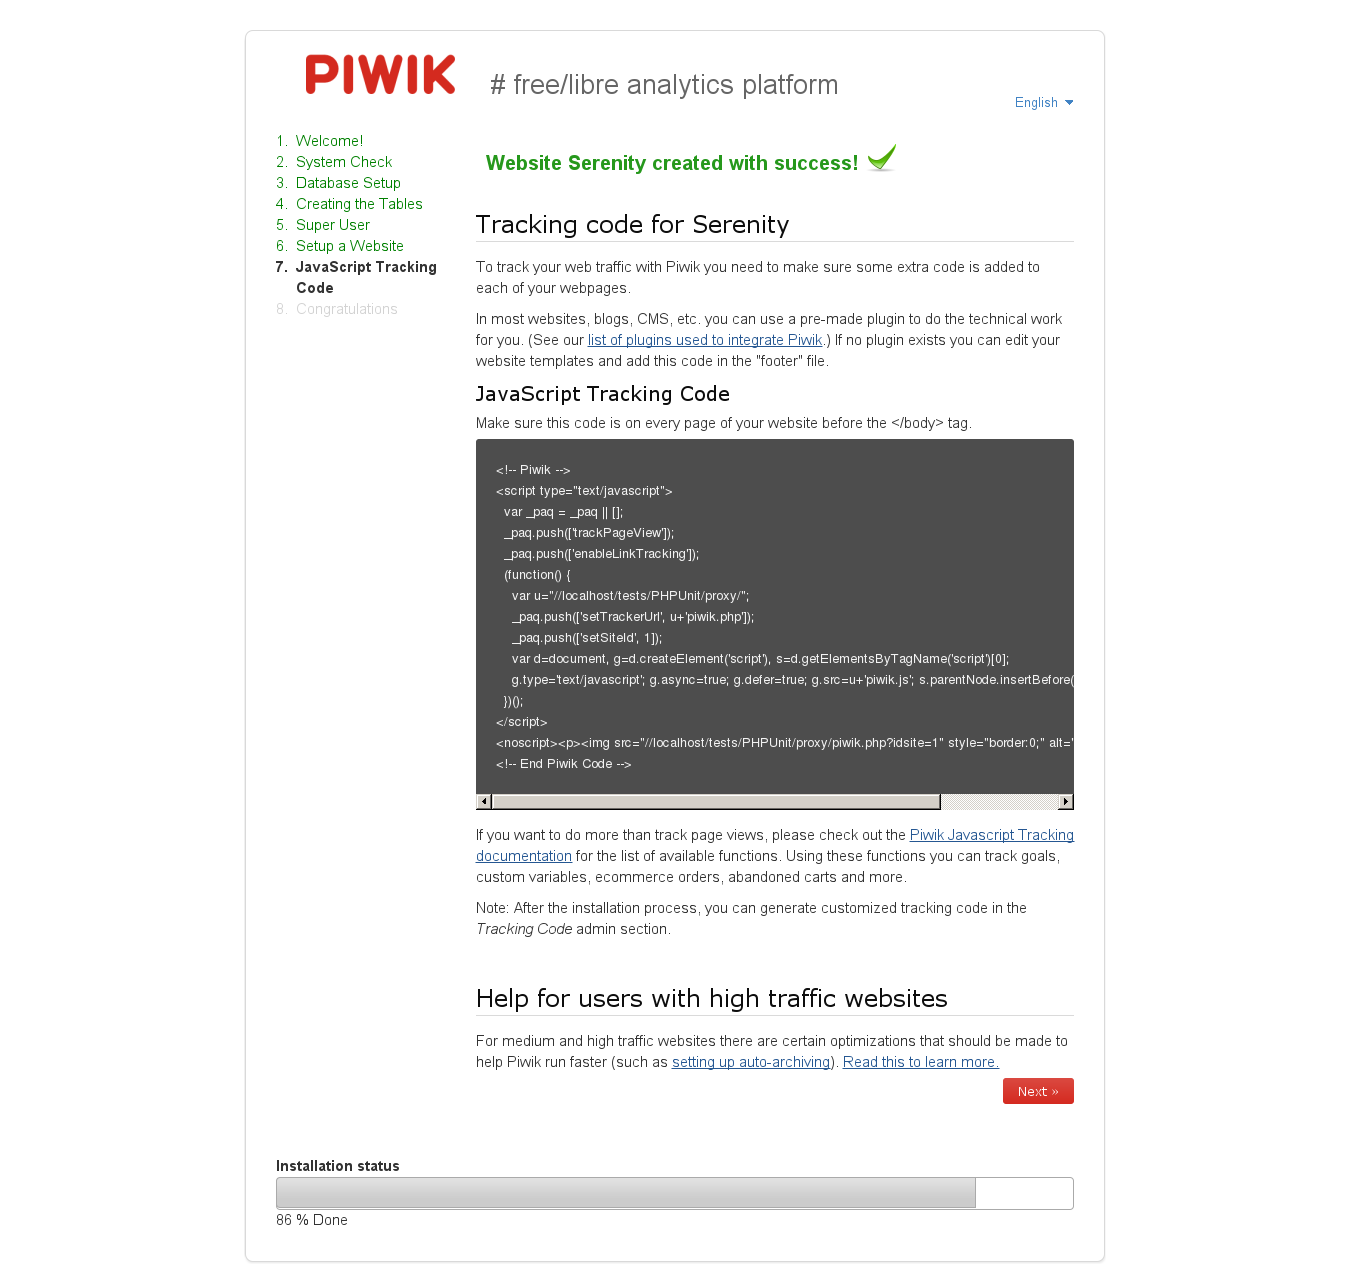 PIWIK
# free/libre analytics platform
English
1. Welcome!
2. System Check
3. Database Setup
4. Creating the Tables
5. Super User
6. Setup a Website
7. JavaScript Tracking
Code
8. Congratulations
Website Serenity created with success!
Tracking code for Serenity
To track your web traffic with Piwik you need to make sure some extra code is added to
each of your webpages.
In most websites, blogs, CMS, etc. you can use a pre-made plugin to do the technical work
for you. (See our list of plugins used to integrate Piwik.) If no plugin exists you can edit your
website templates and add this code in the "footer" file.
JavaScript Tracking Code
Make sure this code is on every page of your website before the </body> tag.
<!-- Piwik -->
<script type="text/javascript">
var _paq = _paq || [];
_paq.push(['trackPageView']);
_paq.push(['enableLinkTracking']);
(function() {
var u="//localhost/tests/PHPUnit/proxy/";
_paq.push(['setTrackerUrl', u+'piwik.php']);
_paq.push(['setSiteId', 1]);
var d=document, g=d.createElement('script'), s=d.getElementsByTagName('script')[0];
g.type='text/javascript'; g.async=true; g.defer=true; g.src=u+'piwik.js'; s.parentNode.insertBefore(
})();
</script>
<noscript><p><img src="//localhost/tests/PHPUnit/proxy/piwik.php?idsite=1" style="border:0;" alt="
<!-- End Piwik Code -->
If you want to do more than track page views, please check out the Piwik Javascript Tracking
documentation for the list of available functions. Using these functions you can track goals,
custom variables, ecommerce orders, abandoned carts and more.
Note: After the installation process, you can generate customized tracking code in the
Tracking Code admin section.
Help for users with high traffic websites
For medium and high traffic websites there are certain optimizations that should be made to
help Piwik run faster (such as setting up auto-archiving). Read this to learn more.
Next »
Installation status
86 % Done